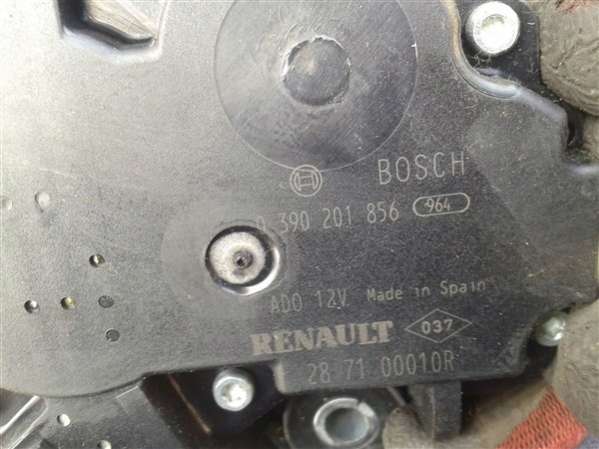 BOSCH
0 390 201 856 964
ADO 12V Made in Spain
RENAULT 037
28 71 00010R